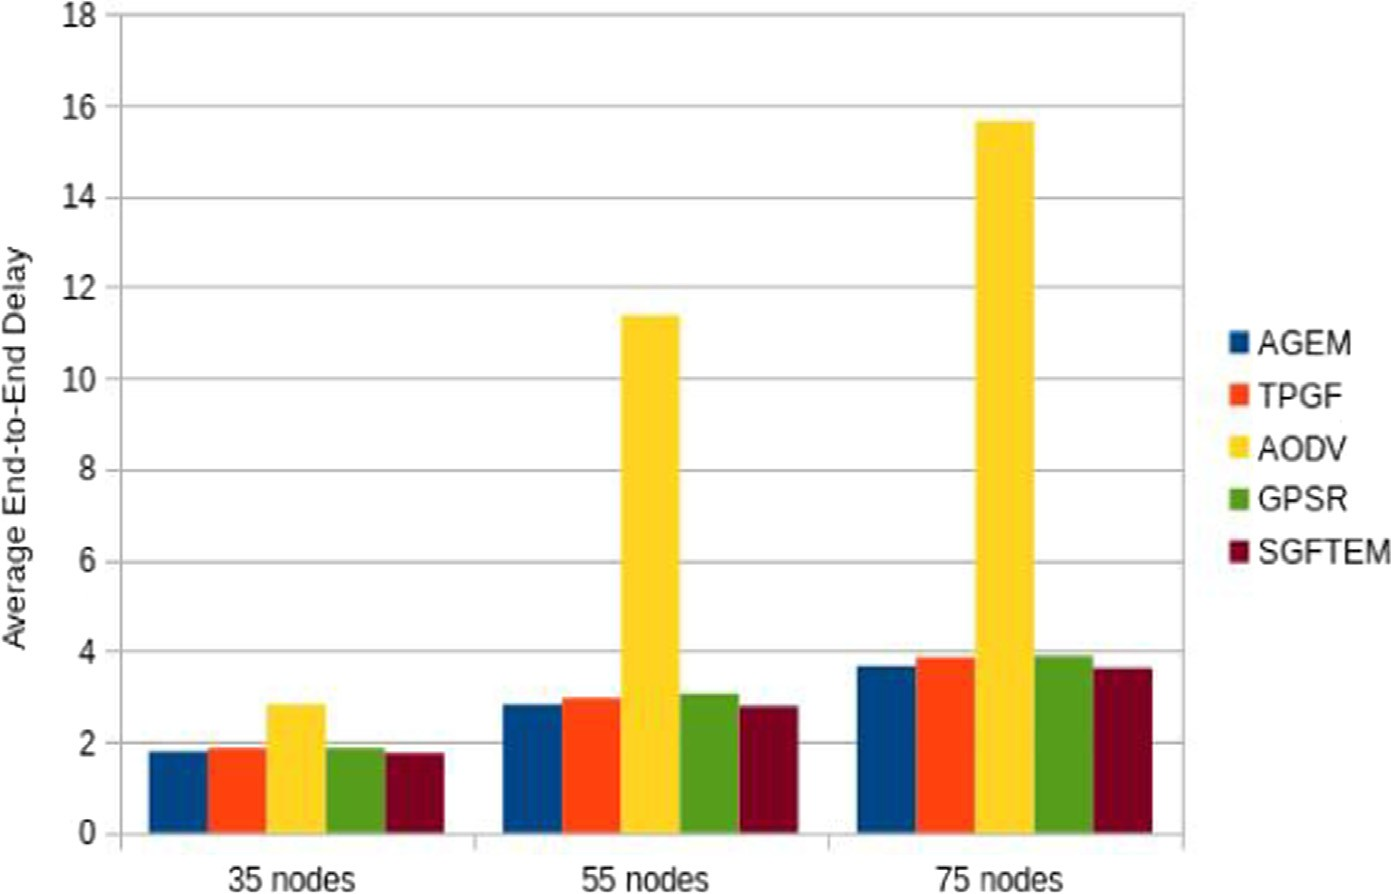 Average End-to-End Delay
18
16
14
12
10
8
6
4
2
0
35 nodes
55 nodes
75 nodes
AGEM
TPGF
AODV
GPSR
SGFTEM